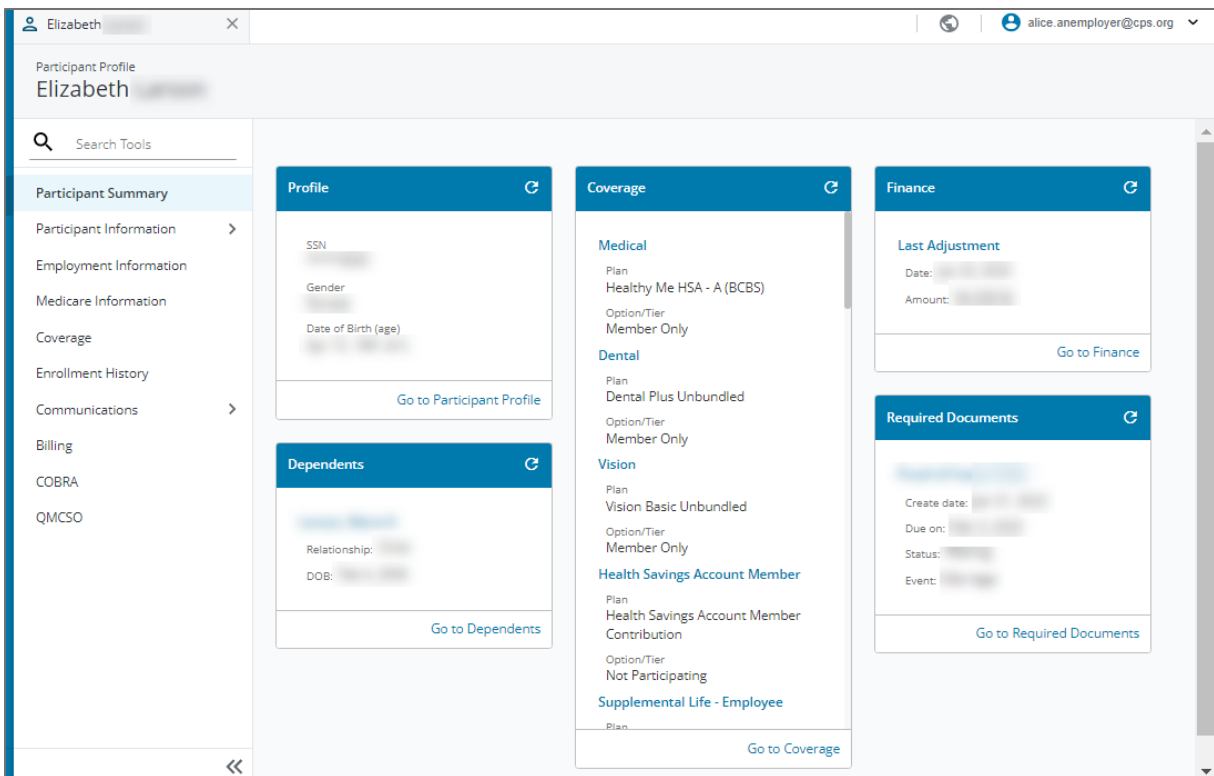 Elizabeth
alice.anemployer@cps.org
Participant Profile
Elizabeth
Search Tools
Participant Summary
Participant Information
Employment Information
Medicare Information
Coverage
Enrollment History
Communications
Billing
COBRA
QMCSO
Profile
SSN
Gender
Date of Birth (age)
Go to Participant Profile
Dependents
Relationship:
DOB:
Go to Dependents
Coverage
Medical
Plan
Healthy Me HSA - A (BCBS)
Option/Tier
Member Only
Dental
Plan
Dental Plus Unbundled
Option/Tier
Member Only
Vision
Plan
Vision Basic Unbundled
Option/Tier
Member Only
Health Savings Account Member
Plan
Health Savings Account Member
Contribution
Option/Tier
Not Participating
Supplemental Life - Employee
Plan
Go to Coverage
Finance
Last Adjustment
Date:
Amount:
Go to Finance
Required Documents
Create date:
Due on:
Status:
Event:
Go to Required Documents